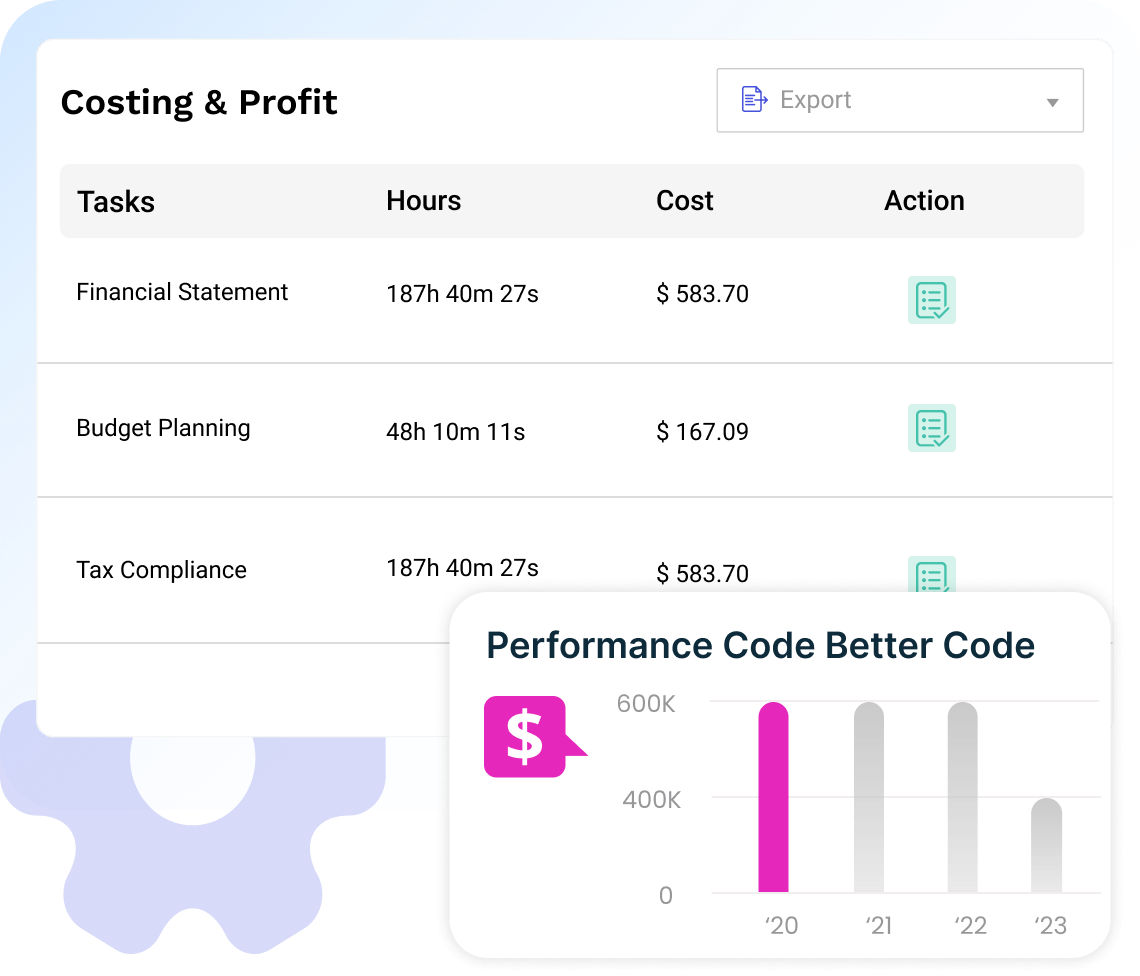 Costing & Profit
Export
Tasks Hours Cost Action
Financial Statement 187h 40m 27s $ 583.70
Budget Planning 48h 10m 11s $ 167.09
Tax Compliance 187h 40m 27s $ 583.70
Performance Code Better Code
$
600K
400K
0
‘20 ‘21 ‘22 ‘23